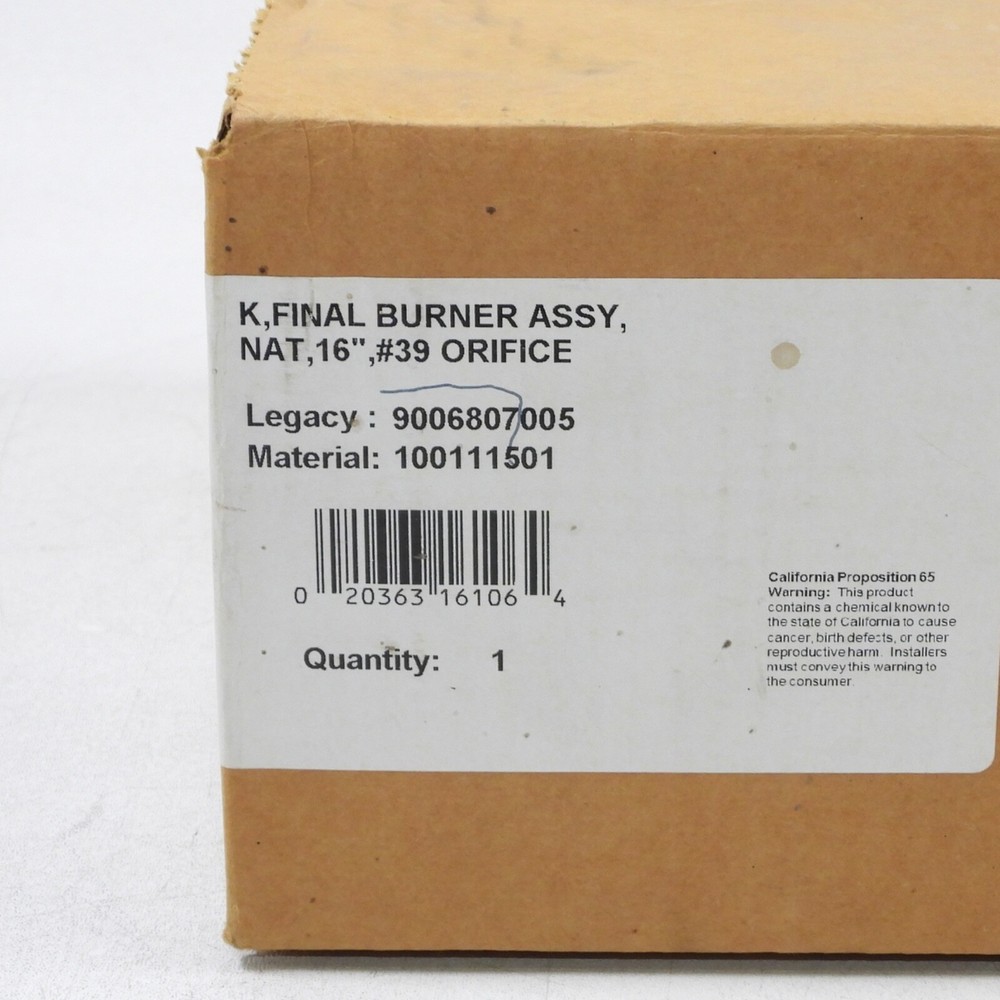 K,FINAL BURNER ASSY,
NAT,16",#39 ORIFICE
Legacy : 9006807005
Material: 100111501
0 20363 16106 4
Quantity: 1
California Proposition 65
Warning: This product
contains a chemical known to
the state of California to cause
cancer, birth defects, or other
reproductive harm. Installers
must convey this warning to
the consumer.